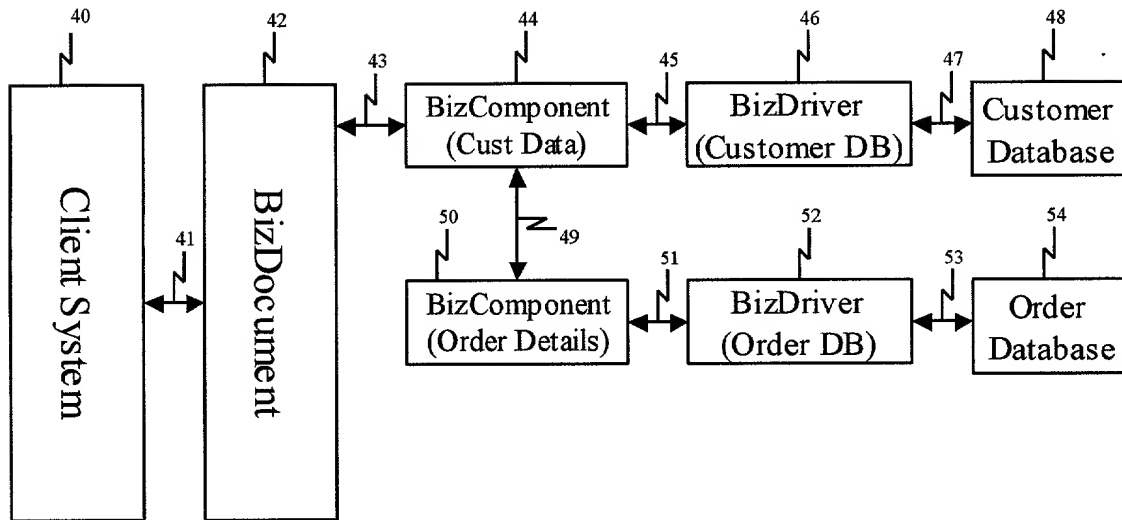 40
42
44
46
48
43
45
47
BizComponent
(Cust Data)
BizDriver
(Customer DB)
Customer
Database
Client System
BizDocument
41
49
50
52
54
51
53
BizComponent
(Order Details)
BizDriver
(Order DB)
Order
Database